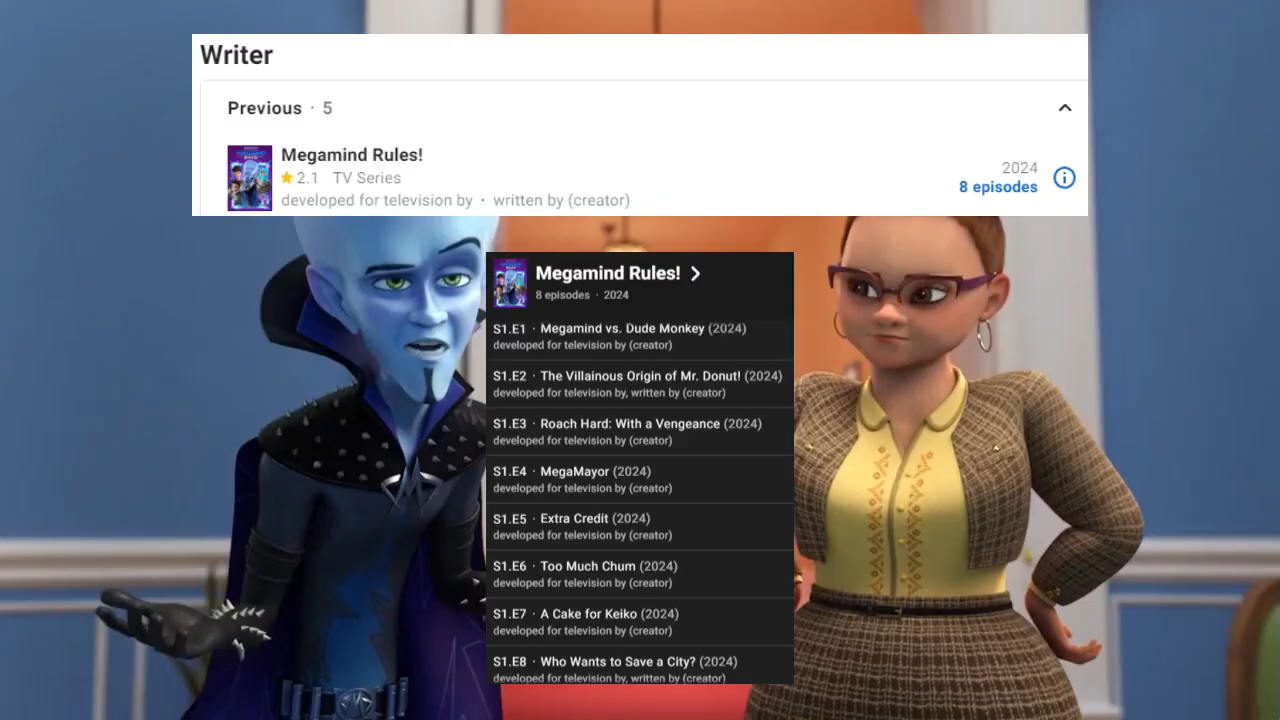 Writer
Previous · 5
Megamind Rules!
2.1 TV Series
2024
8 episodes
developed for television by · written by (creator)
Megamind Rules!
8 episodes · 2024
S1.E1 · Megamind vs. Dude Monkey (2024)
developed for television by (creator)
S1.E2 · The Villainous Origin of Mr. Donut! (2024)
developed for television by, written by (creator)
S1.E3 · Roach Hard: With a Vengeance (2024)
developed for television by (creator)
S1.E4 · MegaMayor (2024)
developed for television by (creator)
S1.E5 · Extra Credit (2024)
developed for television by (creator)
S1.E6 · Too Much Chum (2024)
developed for television by (creator)
S1.E7 · A Cake for Keiko (2024)
developed for television by (creator)
S1.E8 · Who Wants to Save a City? (2024)
developed for television by, written by (creator)